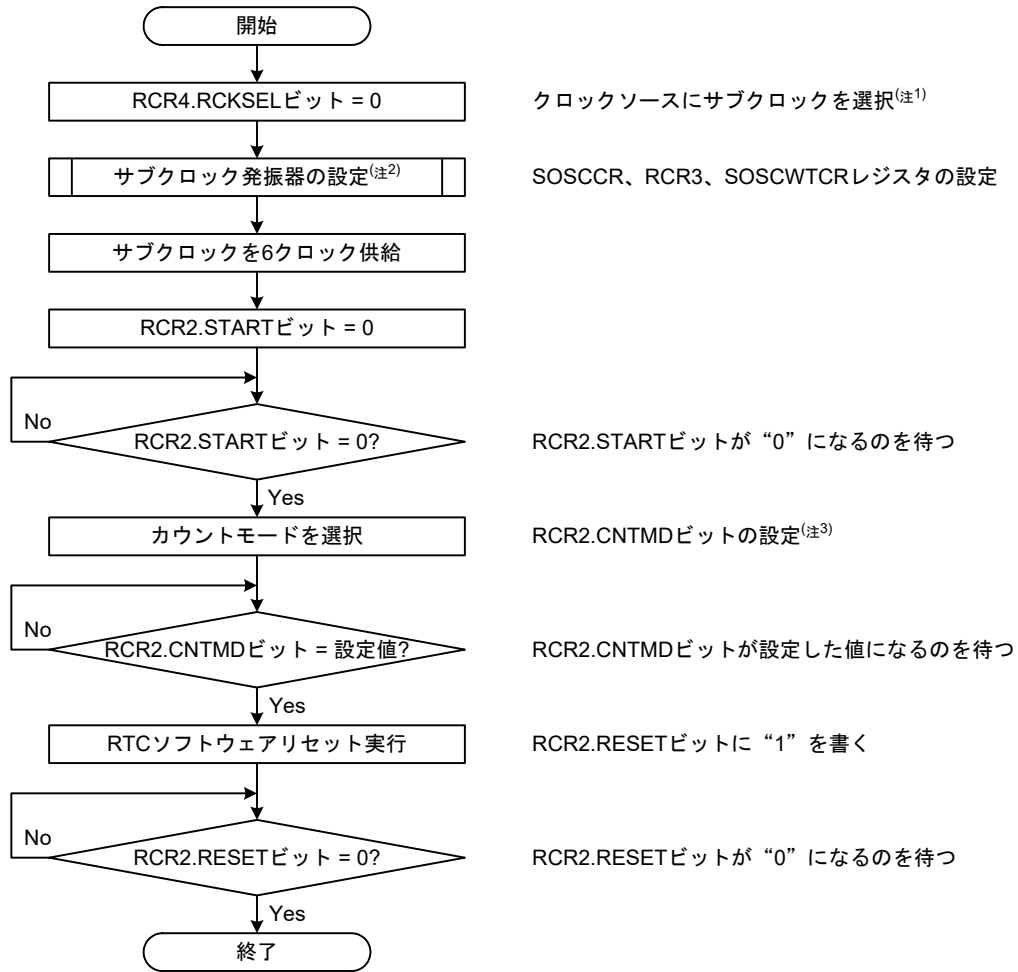 開始
RCR4.RCKSELビット = 0
クロックソースにサブクロックを選択(注1)
サブクロック発振器の設定(注2)
SOSCCR、RCR3、SOSCWTCRレジスタの設定
サブクロックを6クロック供給
RCR2.STARTビット = 0
No
RCR2.STARTビット = 0?
RCR2.STARTビットが“0”になるのを待つ
Yes
カウントモードを選択
RCR2.CNTMDビットの設定(注3)
No
RCR2.CNTMDビット = 設定値?
RCR2.CNTMDビットが設定した値になるのを待つ
Yes
RTCソフトウェアリセット実行
RCR2.RESETビットに“1”を書く
No
RCR2.RESETビット = 0?
RCR2.RESETビットが“0”になるのを待つ
Yes
終了